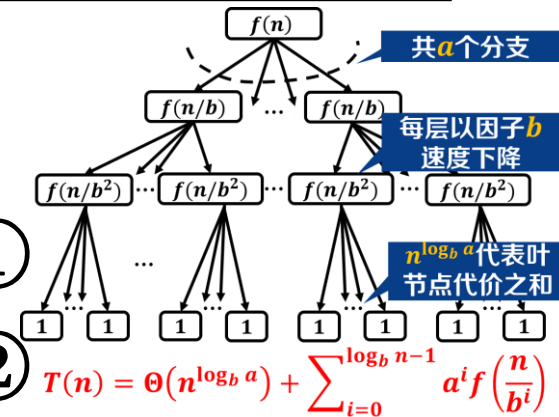 f(n)
共a个分支
f(n/b) ... f(n/b)
每层以因子b
速度下降
f(n/b²) ... f(n/b²) ... f(n/b²) ... f(n/b²)
n^{log_b a}代表叶
节点代价之和
...
... ... ... ...
1 1 1 1 1 1 1 1
2 T(n) = Θ(n^{log_b a}) + ∑_{i=0}^{log_b n−1} a^i f(n/b^i)